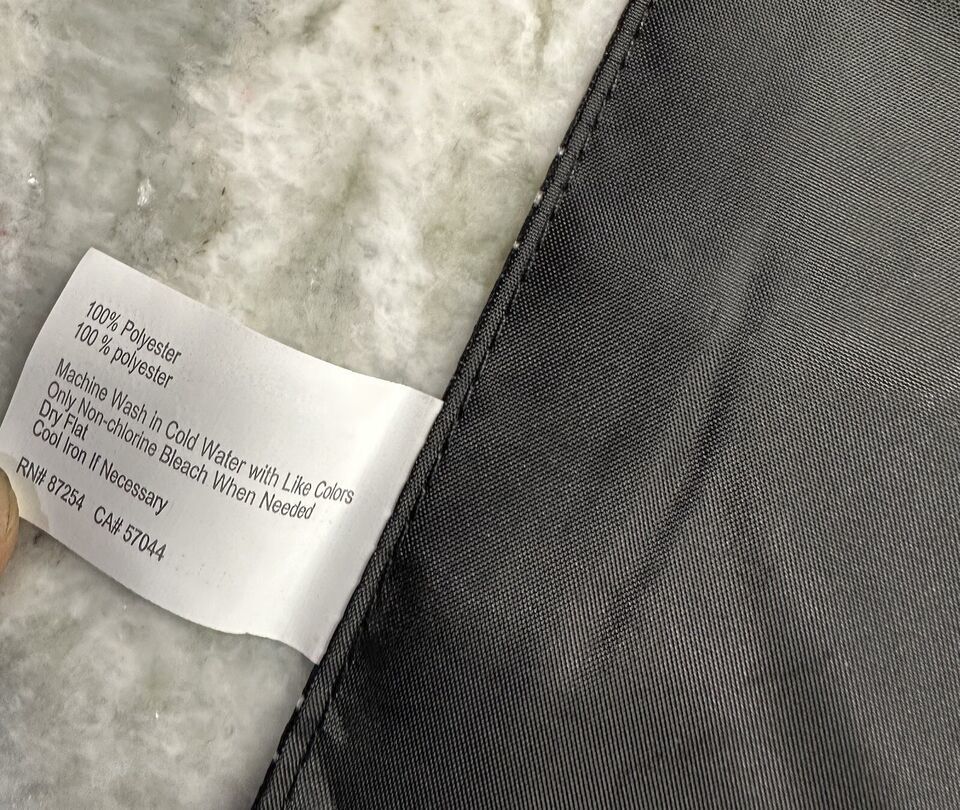 100% Polyester
100 % polyester
Machine Wash in Cold Water with Like Colors
Only Non-chlorine Bleach When Needed
Dry Flat
Cool Iron If Necessary
RN# 87254 CA# 57044